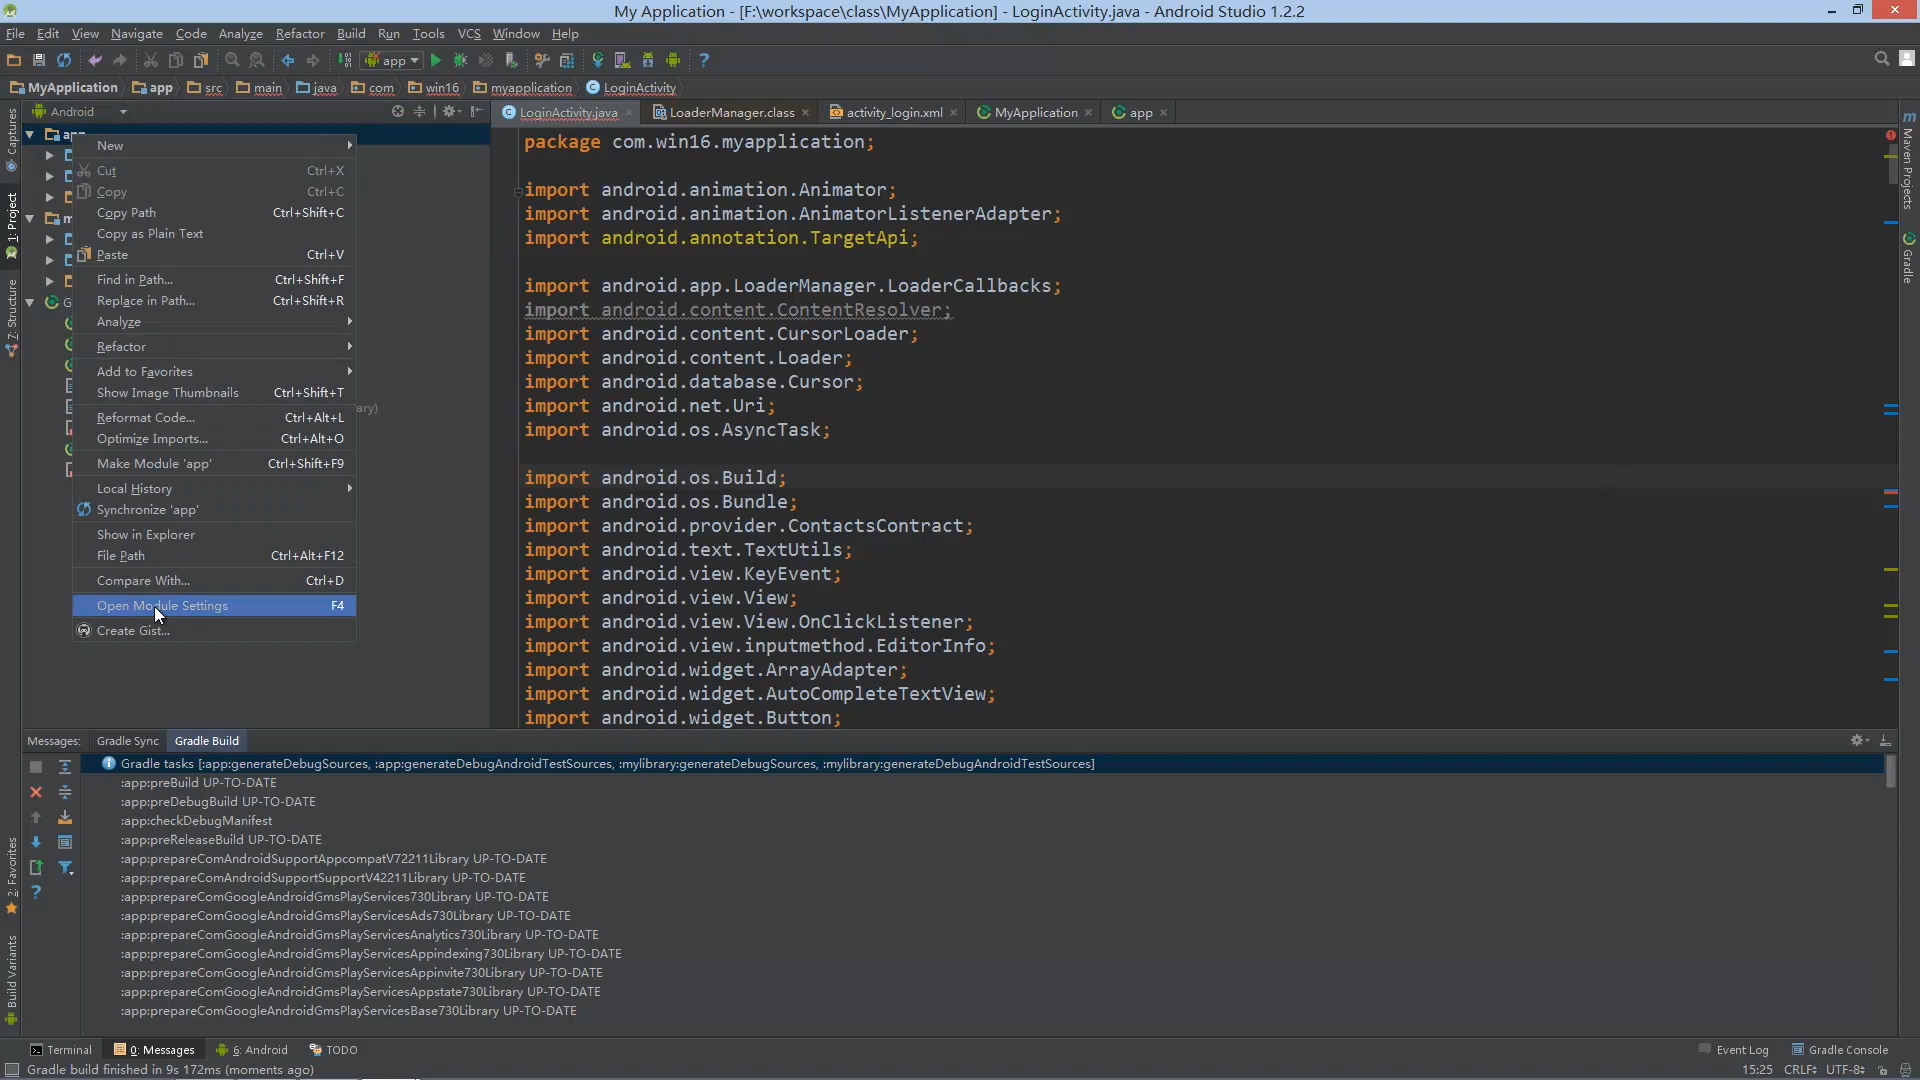 My Application - [F:\workspace\class\MyApplication] - LoginActivity.java - Android Studio 1.2.2
File Edit View Navigate Code Analyze Refactor Build Run Tools VCS Window Help
app
MyApplication app src main java com win16 myapplication LoginActivity
Android
LoginActivity.java LoaderManager.class activity_login.xml MyApplication app
Captures
1: Project
7: Structure
2: Favorites
Build Variants
Maven Projects
Gradle
New
Cut Ctrl+X
Copy Ctrl+C
Copy Path Ctrl+Shift+C
Copy as Plain Text
Paste Ctrl+V
Find in Path... Ctrl+Shift+F
Replace in Path... Ctrl+Shift+R
Analyze
Refactor
Add to Favorites
Show Image Thumbnails Ctrl+Shift+T
Reformat Code... Ctrl+Alt+L
Optimize Imports... Ctrl+Alt+O
Make Module 'app' Ctrl+Shift+F9
Local History
Synchronize 'app'
Show in Explorer
File Path Ctrl+Alt+F12
Compare With... Ctrl+D
Open Module Settings F4
Create Gist...
package com.win16.myapplication;
import android.animation.Animator;
import android.animation.AnimatorListenerAdapter;
import android.annotation.TargetApi;
import android.app.LoaderManager.LoaderCallbacks;
import android.content.ContentResolver;
import android.content.CursorLoader;
import android.content.Loader;
import android.database.Cursor;
import android.net.Uri;
import android.os.AsyncTask;
import android.os.Build;
import android.os.Bundle;
import android.provider.ContactsContract;
import android.text.TextUtils;
import android.view.KeyEvent;
import android.view.View;
import android.view.View.OnClickListener;
import android.view.inputmethod.EditorInfo;
import android.widget.ArrayAdapter;
import android.widget.AutoCompleteTextView;
import android.widget.Button;
Messages: Gradle Sync Gradle Build
Gradle tasks [:app:generateDebugSources, :app:generateDebugAndroidTestSources, :mylibrary:generateDebugSources, :mylibrary:generateDebugAndroidTestSources]
:app:preBuild UP-TO-DATE
:app:preDebugBuild UP-TO-DATE
:app:checkDebugManifest
:app:preReleaseBuild UP-TO-DATE
:app:prepareComAndroidSupportAppcompatV72211Library UP-TO-DATE
:app:prepareComAndroidSupportSupportV42211Library UP-TO-DATE
:app:prepareComGoogleAndroidGmsPlayServices730Library UP-TO-DATE
:app:prepareComGoogleAndroidGmsPlayServicesAds730Library UP-TO-DATE
:app:prepareComGoogleAndroidGmsPlayServicesAnalytics730Library UP-TO-DATE
:app:prepareComGoogleAndroidGmsPlayServicesAppindexing730Library UP-TO-DATE
:app:prepareComGoogleAndroidGmsPlayServicesAppinvite730Library UP-TO-DATE
:app:prepareComGoogleAndroidGmsPlayServicesAppstate730Library UP-TO-DATE
:app:prepareComGoogleAndroidGmsPlayServicesBase730Library UP-TO-DATE
Terminal 0: Messages 6: Android TODO Event Log Gradle Console
Gradle build finished in 9s 172ms (moments ago) 15:25 CRLF UTF-8